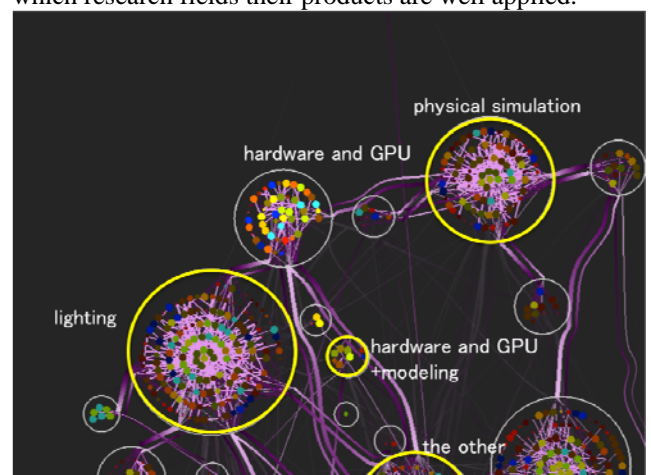 which research fields their products are well applied.
physical simulation
hardware and GPU
lighting
hardware and GPU
+modeling
the other